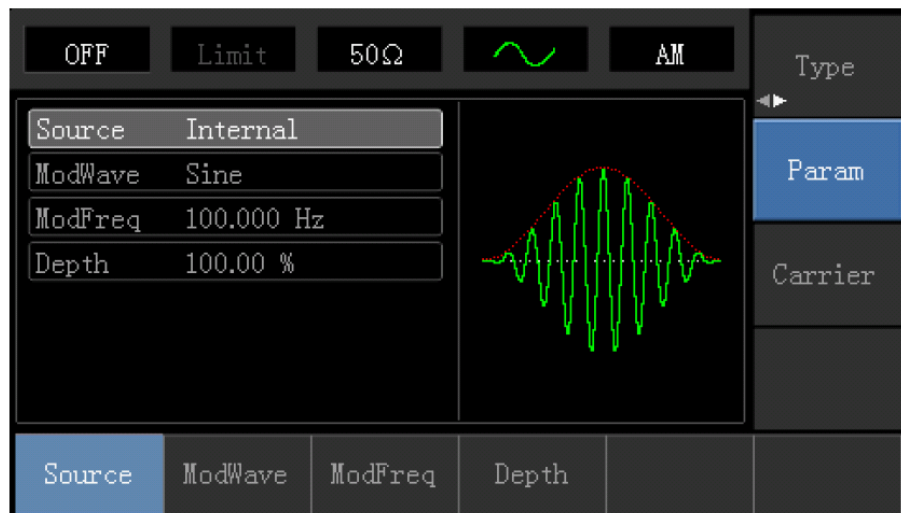 OFF Limit 50Ω AM
Type
Source Internal
ModWave Sine
ModFreq 100.000 Hz
Depth 100.00 %
Param
Carrier
Source ModWave ModFreq Depth